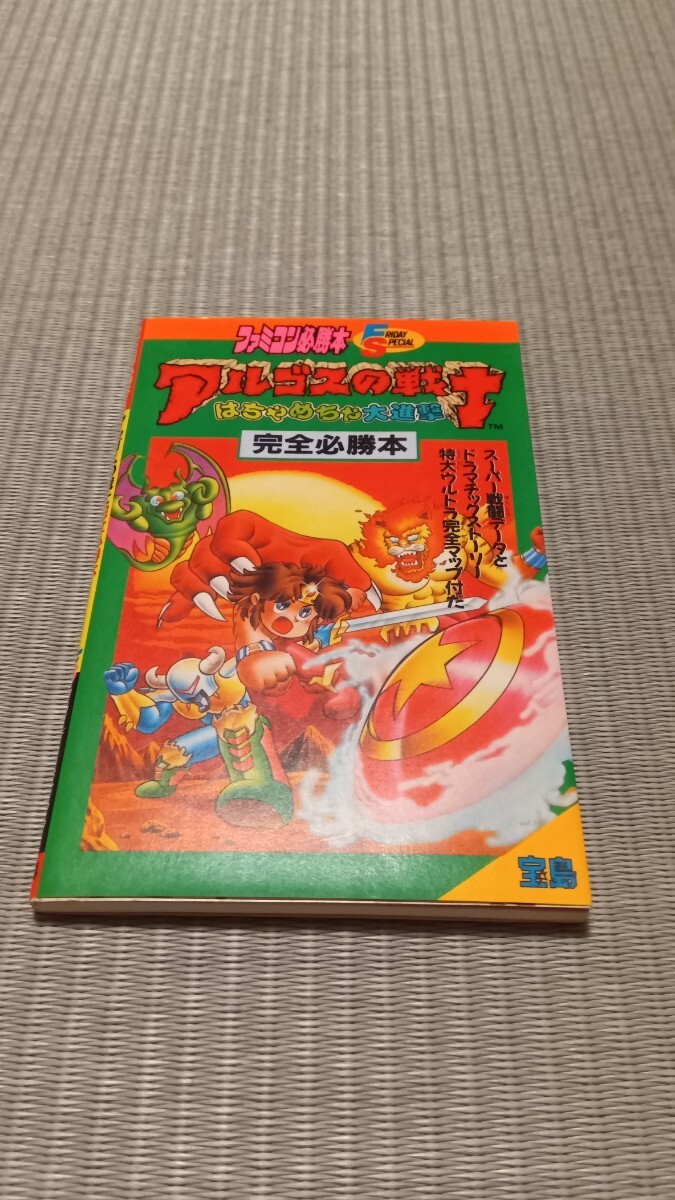 ファミコン必勝本
FRIDAY
SPECIAL
アルゴスの戦士
TM
はちゃめちゃ大進撃
完全必勝本
スーパー戦闘データと
ドラマチックストーリー
特大ウルトラ完全マップ付だ
宝島